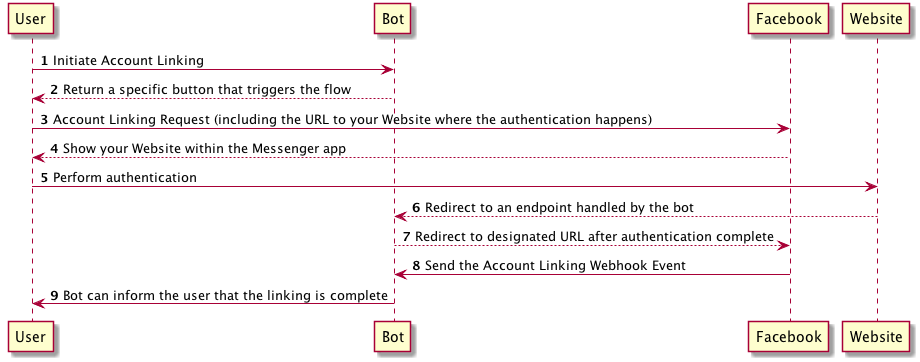 User Bot Facebook Website
1 Initiate Account Linking
2 Return a specific button that triggers the flow
3 Account Linking Request (including the URL to your Website where the authentication happens)
4 Show your Website within the Messenger app
5 Perform authentication
6 Redirect to an endpoint handled by the bot
7 Redirect to designated URL after authentication complete
8 Send the Account Linking Webhook Event
9 Bot can inform the user that the linking is complete
User Bot Facebook Website